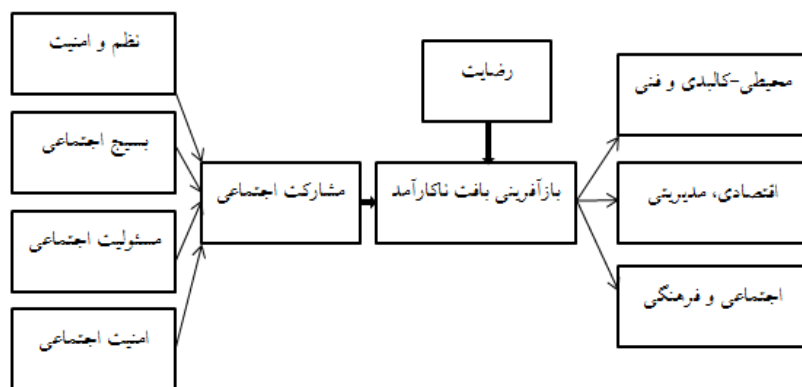 نظم و امنیت
بسیج اجتماعی
مسئولیت اجتماعی
امنیت اجتماعی
مشارکت اجتماعی
رضایت
بازآفرینی بافت ناکارآمد
محیطی-کالبدی و فنی
اقتصادی، مدیریتی
اجتماعی و فرهنگی